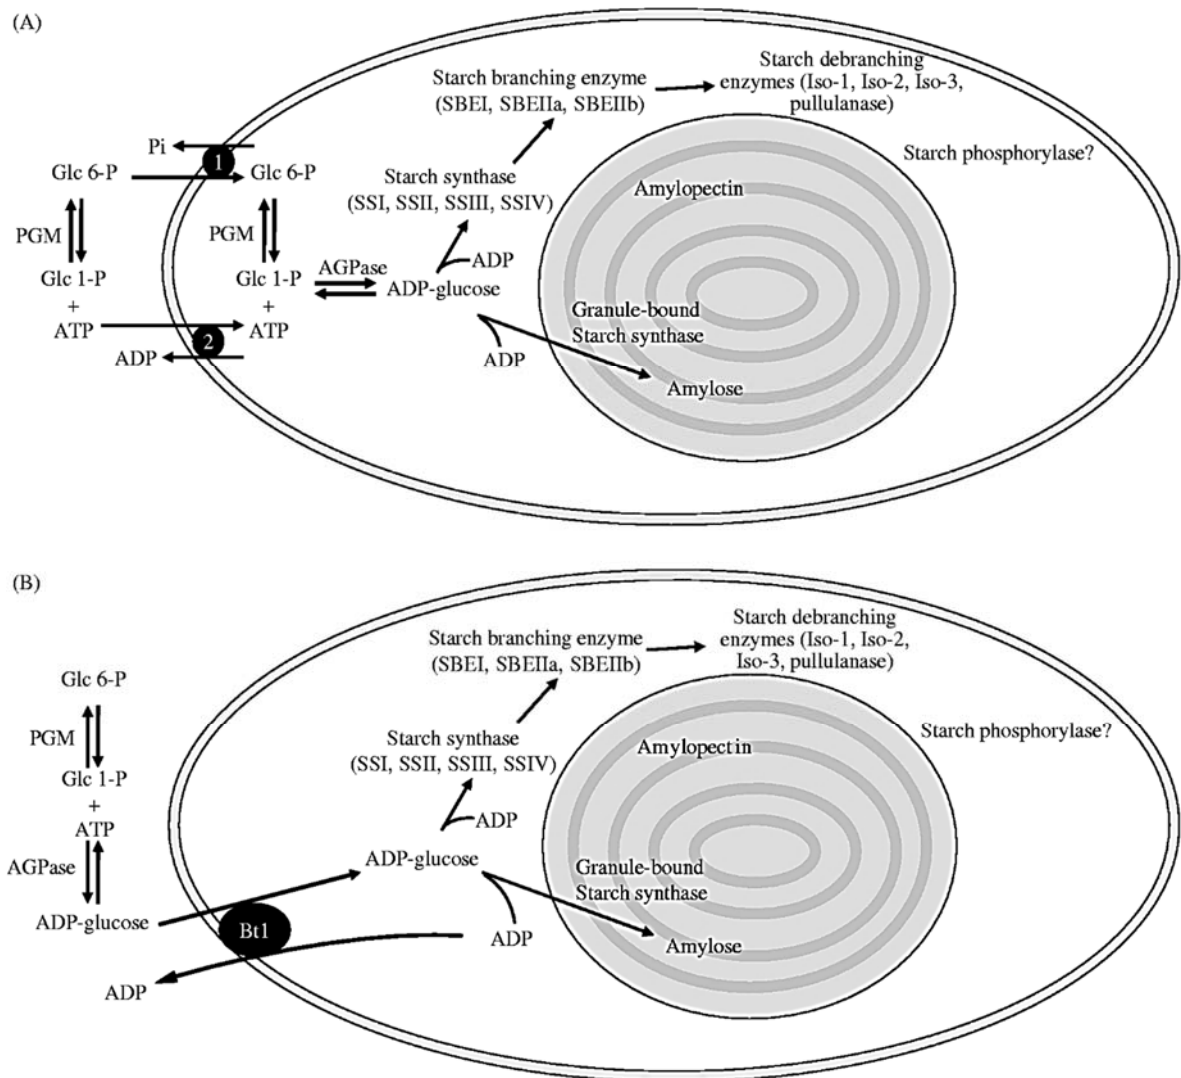 (A)
Starch debranching
enzymes (Iso-1, Iso-2, Iso-3,
pullulanase)
Starch branching enzyme
(SBEI, SBEIIa, SBEIIb)
Pi
1
Glc 6-P
Glc 6-P
Starch phosphorylase?
Starch synthase
(SSI, SSII, SSIII, SSIV)
Amylopectin
PGM
PGM
ADP
Glc 1-P
Glc 1-P
AGPase
ADP-glucose
+
+
Granule-bound
Starch synthase
ATP
ATP
2
ADP
ADP
Amylose
(B)
Starch debranching
enzymes (Iso-1, Iso-2,
Iso-3, pullulanase)
Starch branching enzyme
(SBEI, SBEIIa, SBEIIb)
Glc 6-P
Starch phosphorylase?
PGM
Starch synthase
(SSI, SSII, SSIII, SSIV)
Amylopectin
Glc 1-P
+
ATP
ADP
AGPase
ADP-glucose
Granule-bound
Starch synthase
ADP-glucose
Bt1
ADP
Amylose
ADP